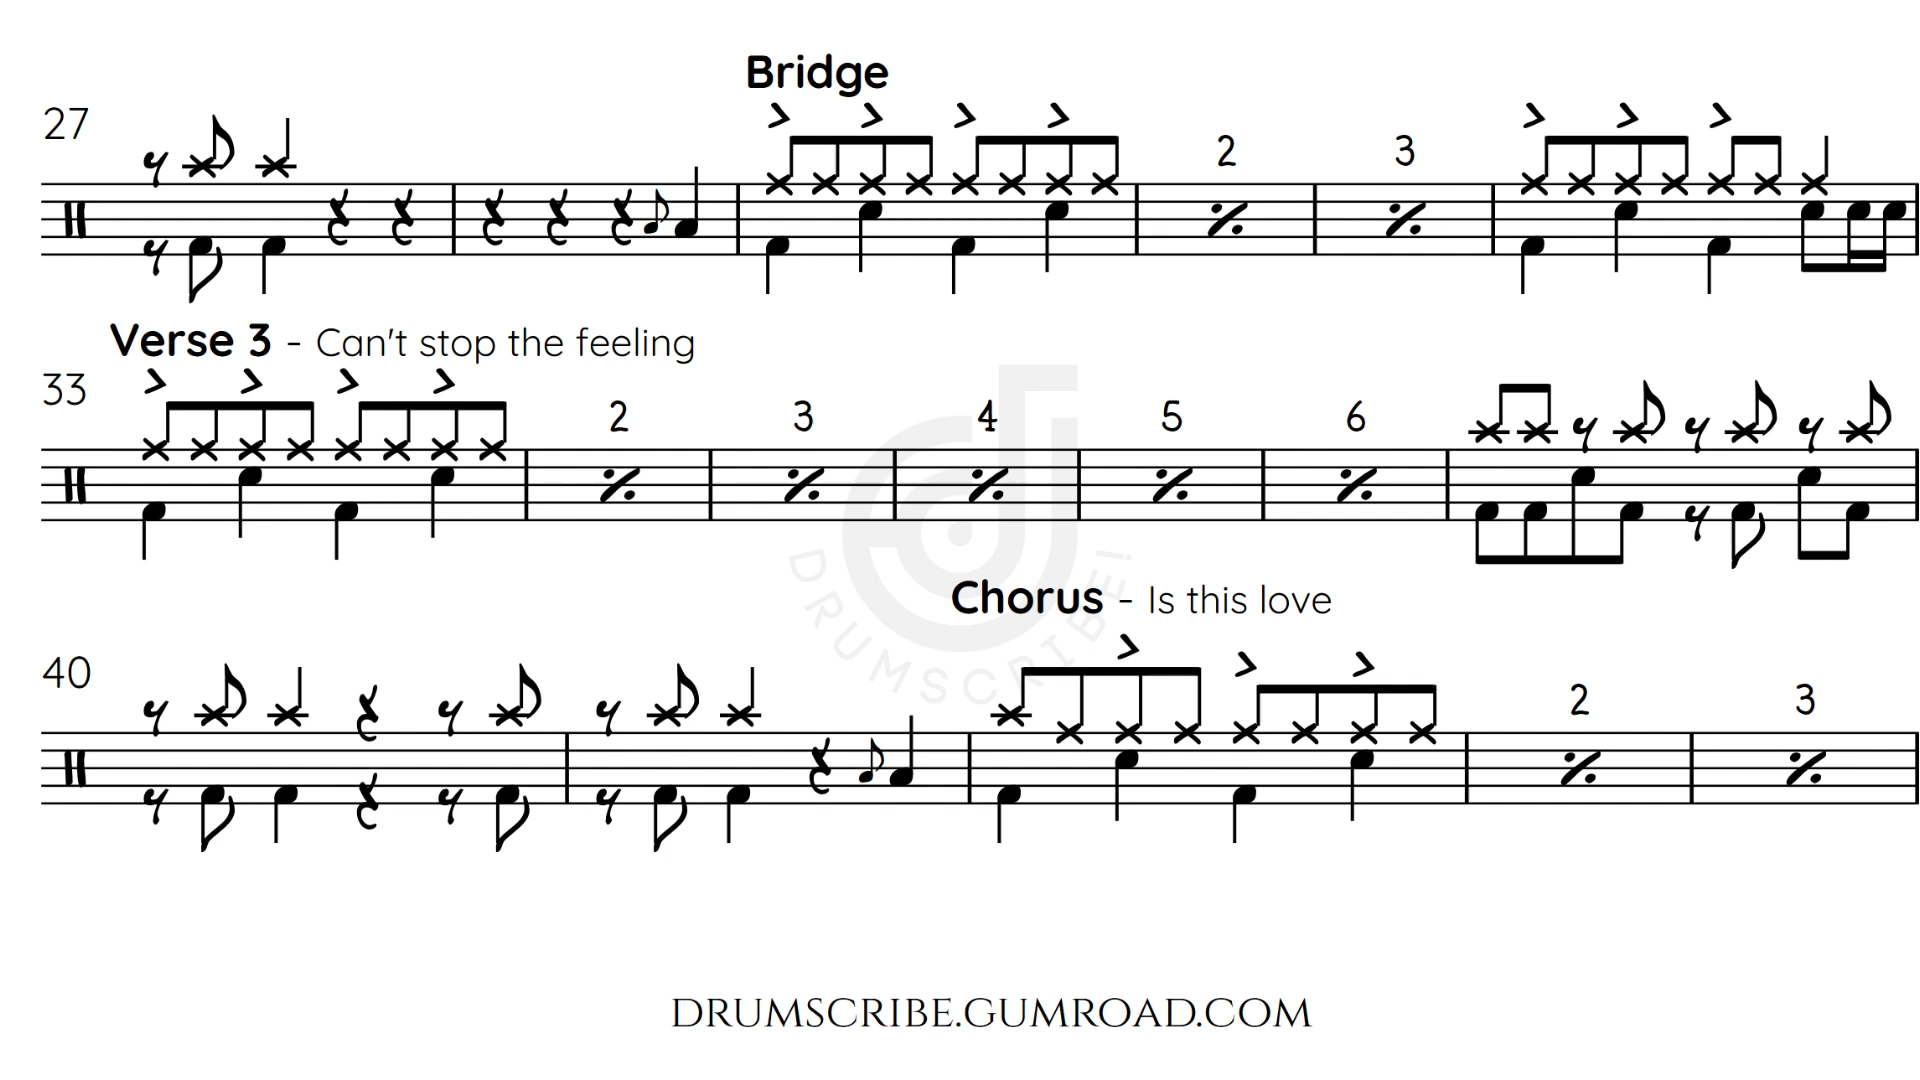 Bridge
27
2
3
Verse 3 - Can't stop the feeling
33
2
3
4
5
6
DRUMSCRIBE!
Chorus - Is this love
40
2
3
DRUMSCRIBE.GUMROAD.COM